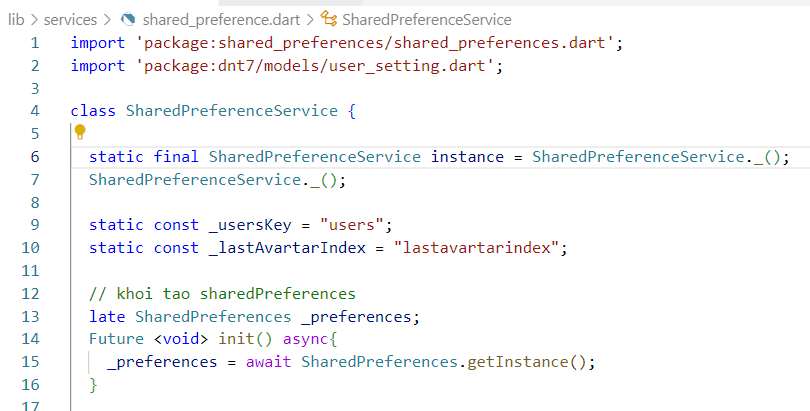 lib > services > shared_preference.dart > SharedPreferenceService
1 import 'package:shared_preferences/shared_preferences.dart';
2 import 'package:dnt7/models/user_setting.dart';
3
4 class SharedPreferenceService {
5
6 static final SharedPreferenceService instance = SharedPreferenceService._();
7 SharedPreferenceService._();
8
9 static const _usersKey = "users";
10 static const _lastAvartarIndex = "lastavartarindex";
11
12 // khoi tao sharedPreferences
13 late SharedPreferences _preferences;
14 Future <void> init() async{
15 _preferences = await SharedPreferences.getInstance();
16 }
17